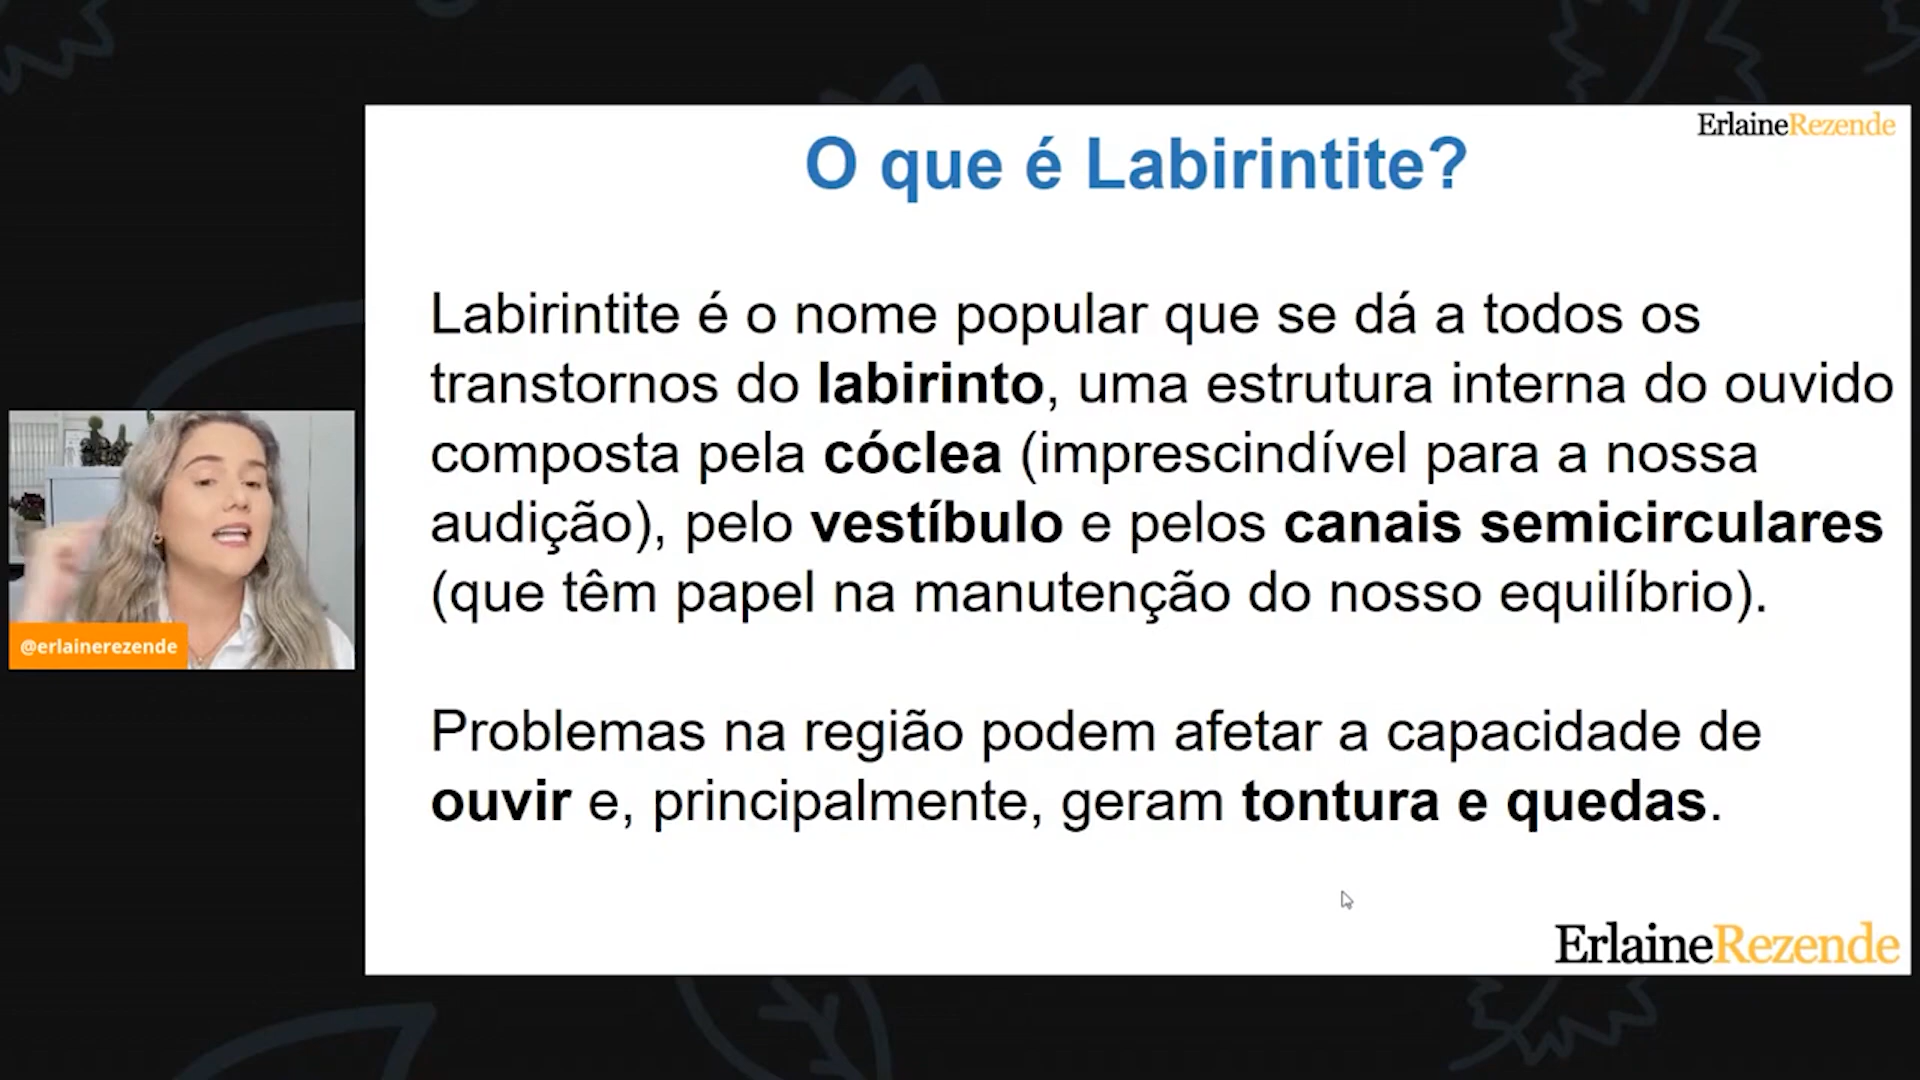 ErlaineRezende
O que é Labirintite?
Labirintite é o nome popular que se dá a todos os
transtornos do labirinto, uma estrutura interna do ouvido
composta pela cóclea (imprescindível para a nossa
audição), pelo vestíbulo e pelos canais semicirculares
(que têm papel na manutenção do nosso equilíbrio).
Problemas na região podem afetar a capacidade de
ouvir e, principalmente, geram tontura e quedas.
@erlainerezende
ErlaineRezende